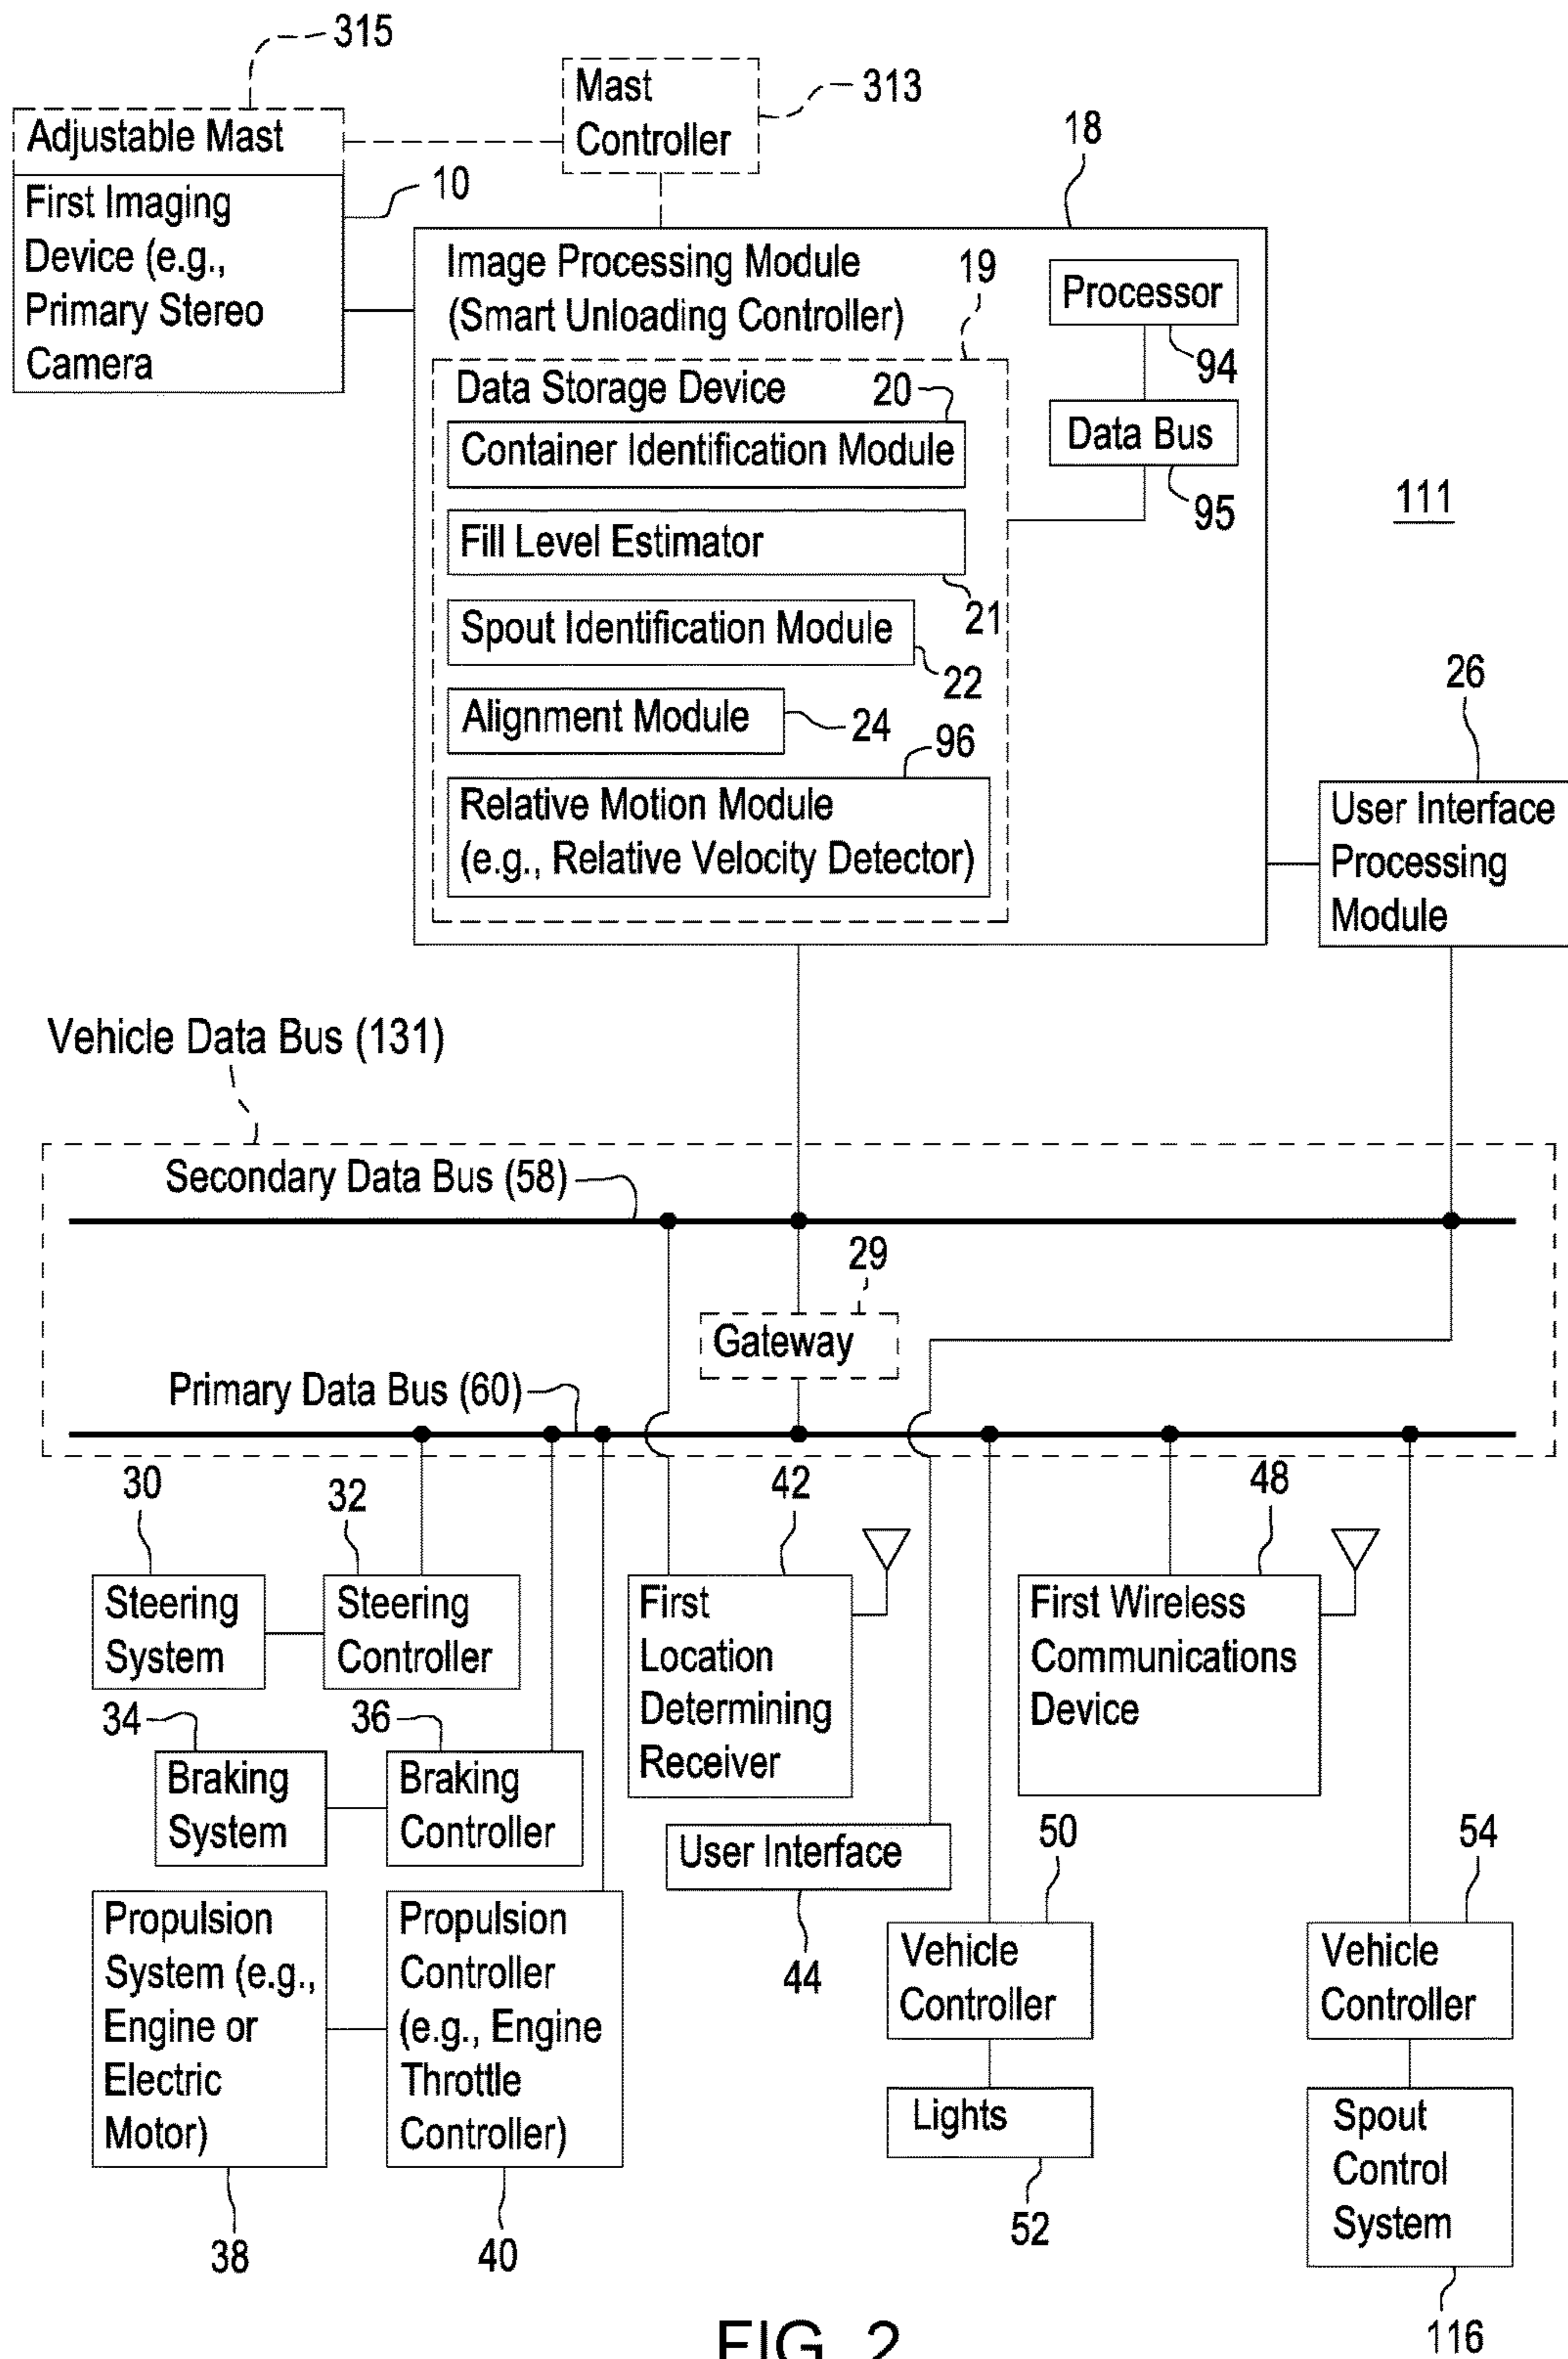 315
Adjustable Mast
Mast
Controller
313
18
10
First Imaging
Device (e.g.,
Primary Stereo
Camera
Image Processing Module
(Smart Unloading Controller)
19
Processor
94
Data Storage Device
20
Container Identification Module
Data Bus
95
111
Fill Level Estimator
21
Spout Identification Module
22
Alignment Module
24
96
Relative Motion Module
(e.g., Relative Velocity Detector)
26
User Interface
Processing
Module
Vehicle Data Bus (131)
Secondary Data Bus (58)
29
Gateway
Primary Data Bus (60)
30
32
42
48
Steering
System
Steering
Controller
First
Location
Determining
Receiver
First Wireless
Communications
Device
34
36
Braking
System
Braking
Controller
User Interface
44
50
54
Propulsion
System (e.g.,
Engine or
Electric
Motor)
Propulsion
Controller
(e.g., Engine
Throttle
Controller)
Vehicle
Controller
Vehicle
Controller
Lights
52
Spout
Control
System
38
40
116
FIG. 2